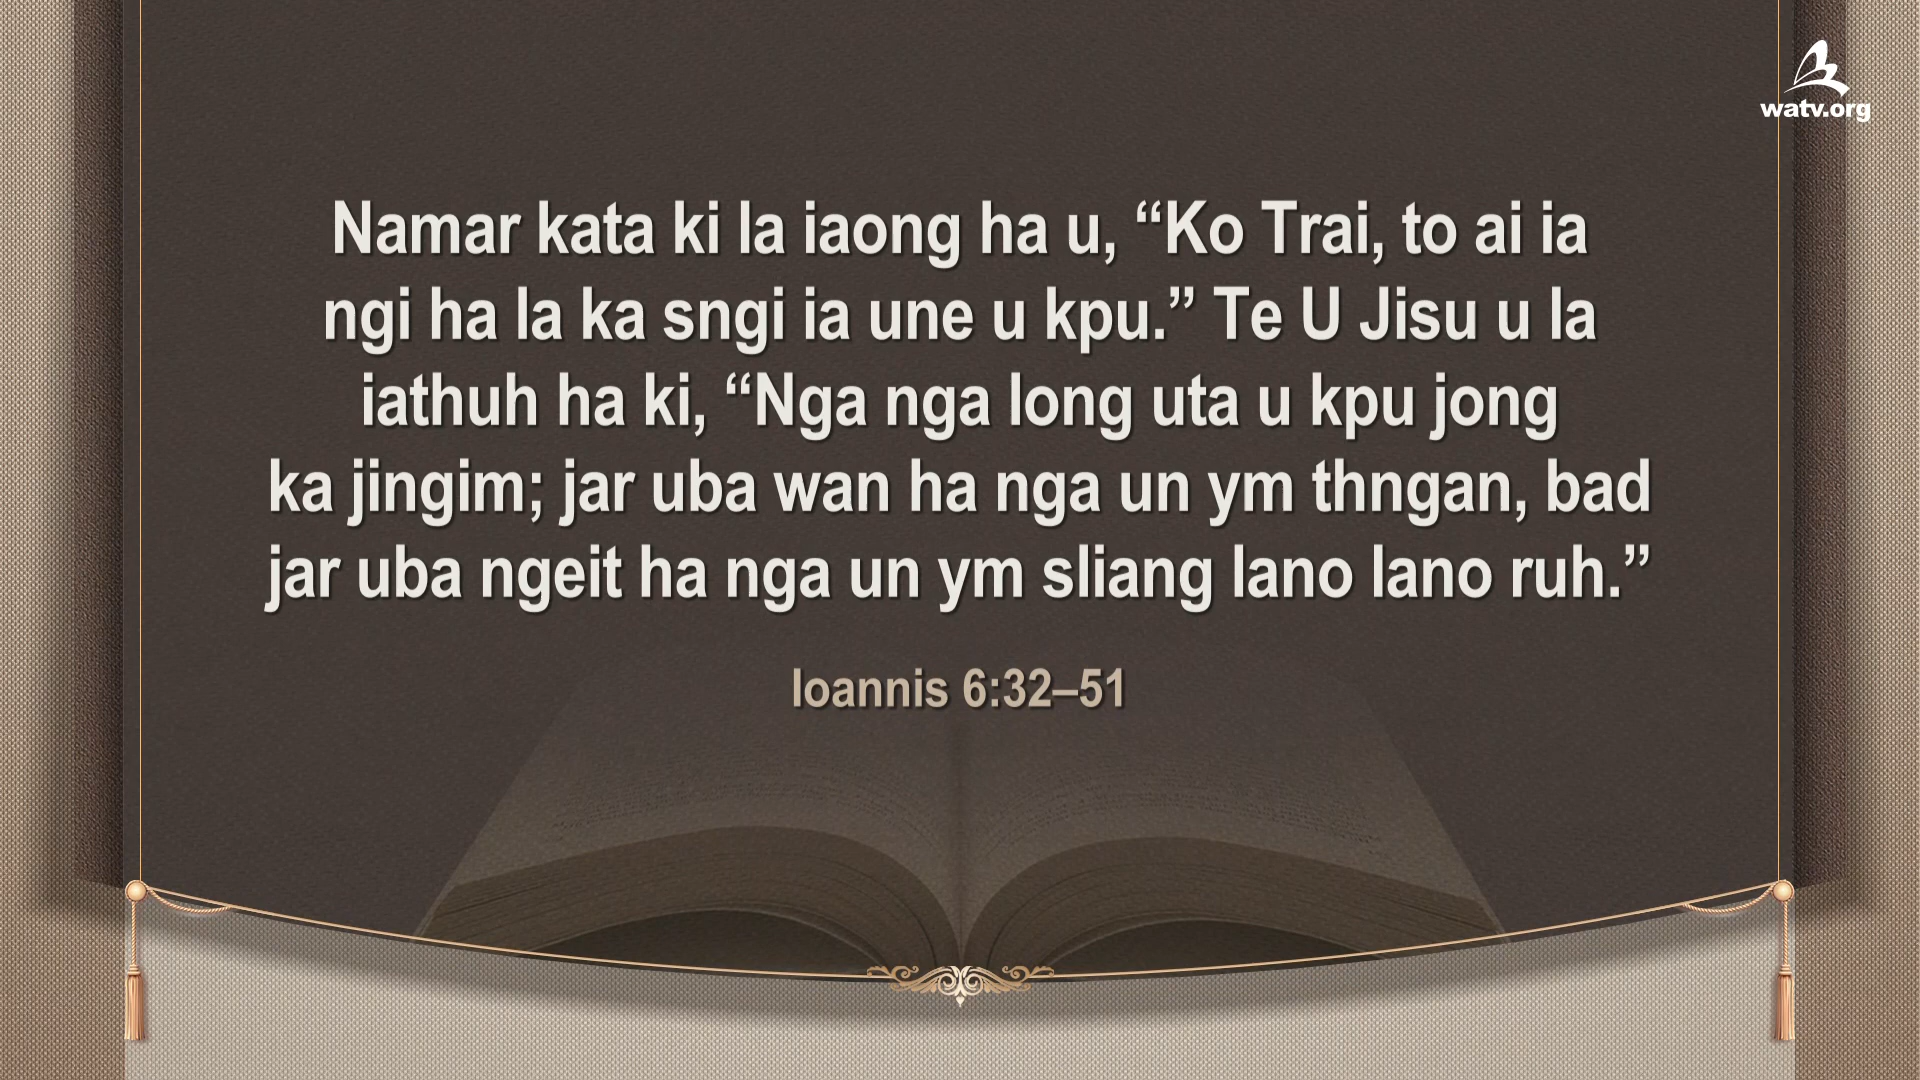 watv.org
Namar kata ki la iaong ha u, “Ko Trai, to ai ia
ngi ha la ka sngi ia une u kpu.” Te U Jisu u la
iathuh ha ki, “Nga nga long uta u kpu jong
ka jingim; jar uba wan ha nga un ym thngan, bad
jar uba ngeit ha nga un ym sliang lano lano ruh.”
Ioannis 6:32–51